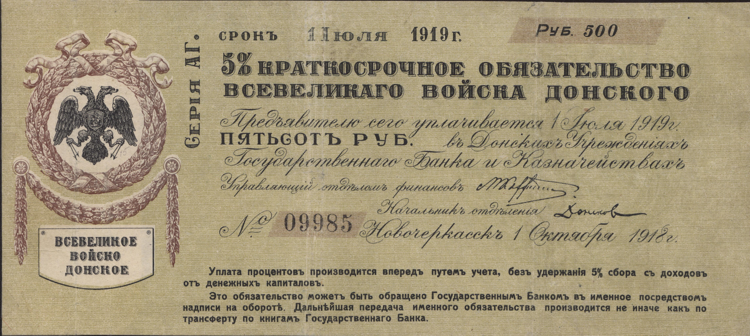 СЕРІЯ АГ.
СРОКЪ 1 Іюля 1919 г. РУБ. 500
5% КРАТКОСРОЧНОЕ ОБЯЗАТЕЛЬСТВО
ВСЕВЕЛИКАГО ВОЙСКА ДОНСКОГО
Предъявителю сего уплачивается 1 Іюля 1919 г.
ПЯТЬСОТЪ РУБ. въ Донскихъ Учрежденіяхъ
Государственнаго Банка и Казначействахъ
Управляющій отдѣломъ финансовъ
Начальникъ отдѣленія
№ 09985 Новочеркасскъ 1 Октября 1918 г.
ВСЕВЕЛИКОЕ
ВОЙСКО
ДОНСКОЕ
Уплата процентовъ производится впередъ путемъ учета, безъ удержанія 5% сбора съ доходовъ
отъ денежныхъ капиталовъ.
Это обязательство можетъ быть обращено Государственнымъ Банкомъ въ именное посредствомъ
надписи на оборотѣ. Дальнѣйшая передача именного обязательства производится не иначе какъ по
трансферту по книгамъ Государственнаго Банка.